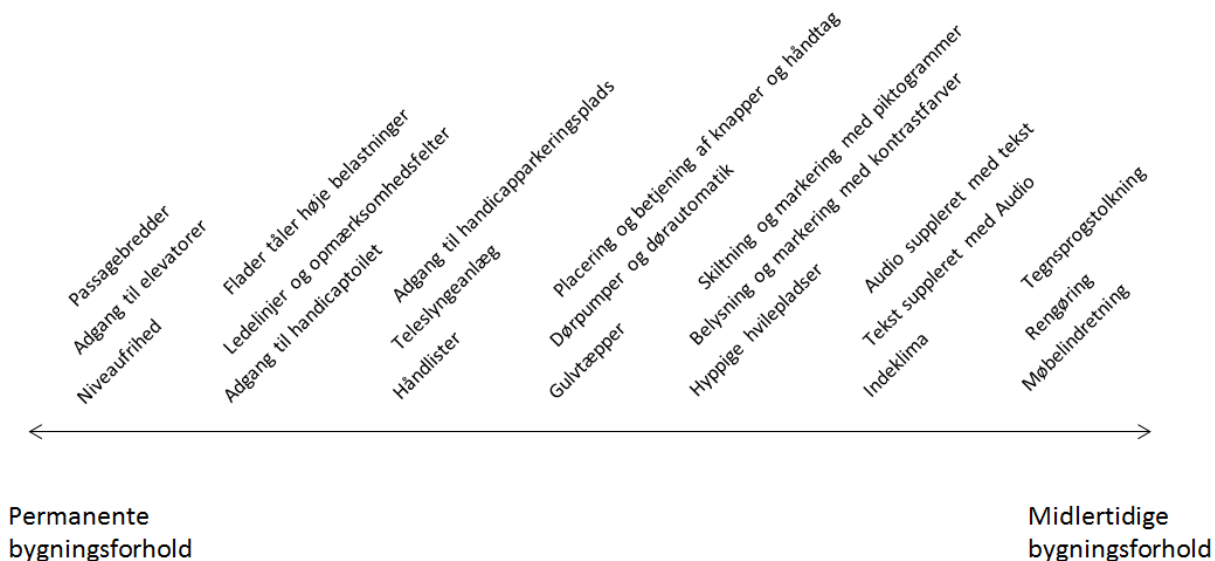 Passagebredder
Adgang til elevatorer
Niveaufrihed
Flader tåler høje belastninger
Ledelinjer og opmærksomhedsfelter
Adgang til handicaptoilet
Adgang til handicapparkeringsplads
Teleslyngeanlæg
Håndlister
Placering og betjening af knapper og håndtag
Dørpumper og dørautomatik
Gulvtæpper
Skiltning og markering med piktogrammer
Belysning og markering med kontrastfarver
Hyppige hvilepladser
Audio suppleret med tekst
Tekst suppleret med Audio
Indeklima
Tegnsprogstolkning
Rengøring
Møbelindretning
Permanente
bygningsforhold
Midlertidige
bygningsforhold